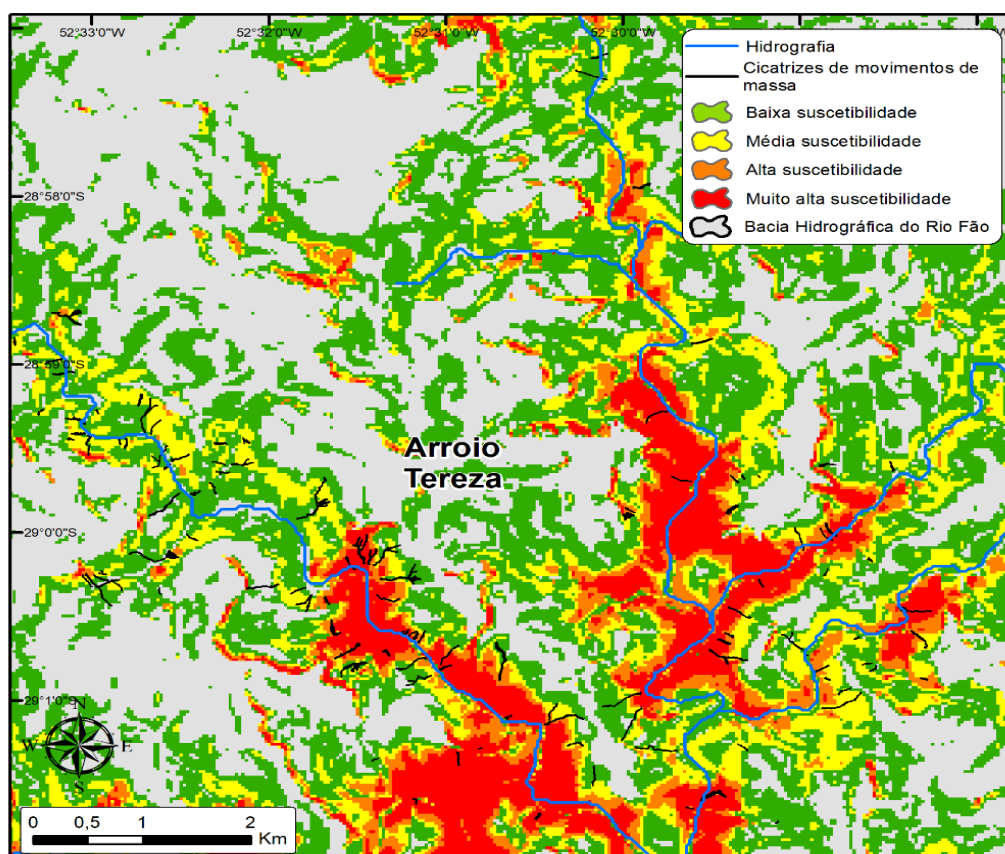 52°33'0"W
52°32'0"W
52°31'0"W
52°30'0"W
Hidrografia
Cicatrizes de movimentos de
massa
Baixa suscetibilidade
Média suscetibilidade
Alta suscetibilidade
Muito alta suscetibilidade
Bacia Hidrográfica do Rio Fão
28°58'0"S
28°59'0"S
Arroio
Tereza
29°0'0"S
29°1'0"S
N
W E
S
0 0,5 1 2
Km